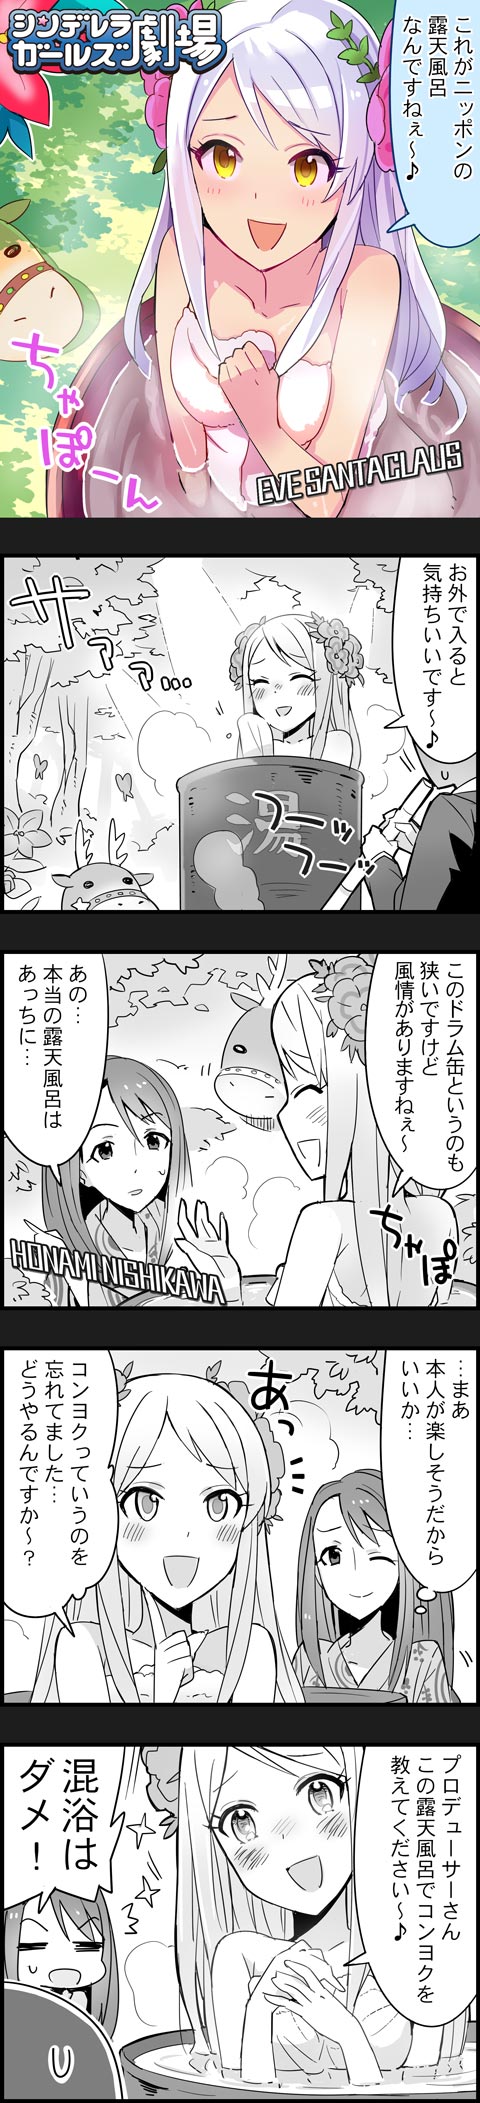 シンデレラ
ガールズ劇場
これがニッポンの
露天風呂
なんですねぇ～♪
ちゃぽーん
EVE SANTACLAUS
お外で入ると
気持ちいいです～♪
サァァ…
湯
フーッ
フーッ
このドラム缶というのも
狭いですけど
風情がありますねぇ～
あの…
本当の露天風呂は
あっちに…
ちゃぽ
HONAMI NISHIKAWA
…まあ
本人が楽しそうだから
いいか…
あっ
コンヨクっていうのを
忘れてました…
どうやるんですか～？
プロデューサーさん
この露天風呂でコンヨクを
教えてください～♪
混浴は
ダメ！